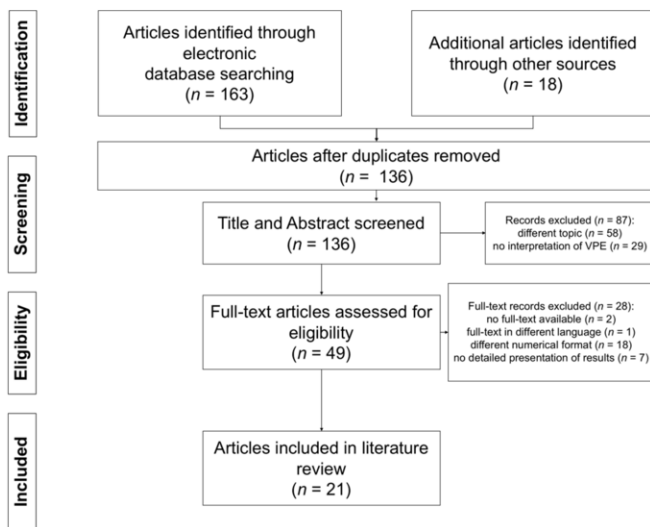 Identification
Articles identified through
electronic
database searching
(n = 163)
Additional articles identified
through other sources
(n = 18)
Articles after duplicates removed
(n = 136)
Screening
Title and Abstract screened
(n = 136)
Records excluded (n = 87):
different topic (n = 58)
no interpretation of VPE (n = 29)
Eligibility
Full-text articles assessed for
eligibility
(n = 49)
Full-text records excluded (n = 28):
no full-text available (n = 2)
full-text in different language (n = 1)
different numerical format (n = 18)
no detailed presentation of results (n = 7)
Included
Articles included in literature
review
(n = 21)